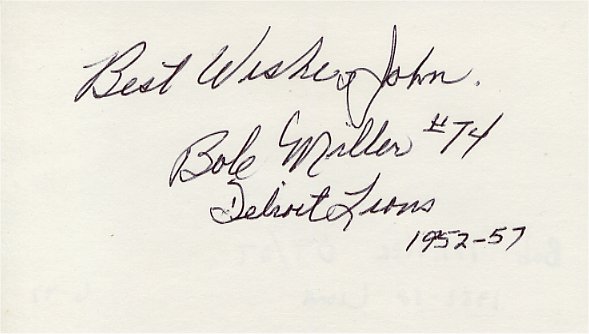 Best Wishes John.
Bob Miller #74
Detroit Lions
1952-57